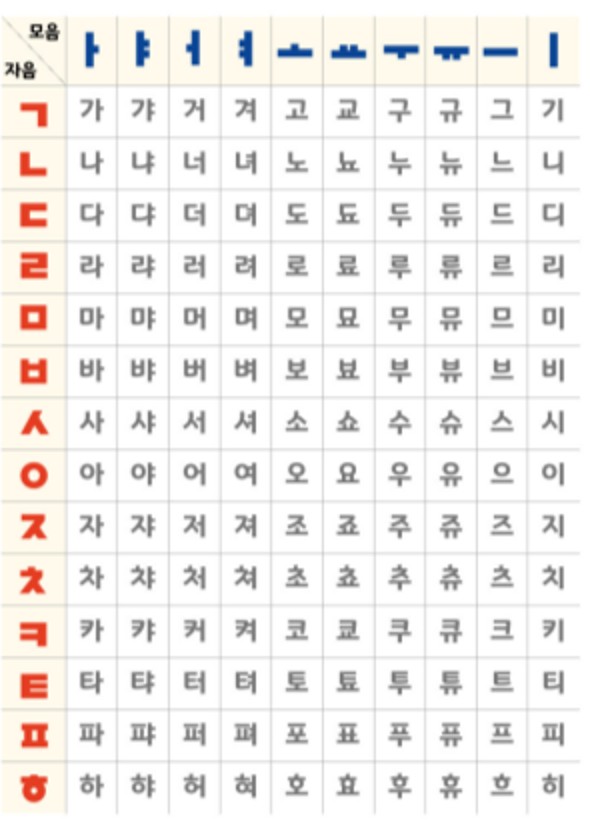 모음
자음
ㅏ ㅑ ㅓ ㅕ ㅗ ㅛ ㅜ ㅠ ㅡ ㅣ
ㄱ 가 갸 거 겨 고 교 구 규 그 기
ㄴ 나 냐 너 녀 노 뇨 누 뉴 느 니
ㄷ 다 댜 더 뎌 도 됴 두 듀 드 디
ㄹ 라 랴 러 려 로 료 루 류 르 리
ㅁ 마 먀 머 며 모 묘 무 뮤 므 미
ㅂ 바 뱌 버 벼 보 뵤 부 뷰 브 비
ㅅ 사 샤 서 셔 소 쇼 수 슈 스 시
ㅇ 아 야 어 여 오 요 우 유 으 이
ㅈ 자 쟈 저 져 조 죠 주 쥬 즈 지
ㅊ 차 챠 처 쳐 초 쵸 추 츄 츠 치
ㅋ 카 캬 커 켜 코 쿄 쿠 큐 크 키
ㅌ 타 탸 터 텨 토 툐 투 튜 트 티
ㅍ 파 퍄 퍼 펴 포 표 푸 퓨 프 피
ㅎ 하 햐 허 혀 호 효 후 휴 흐 히